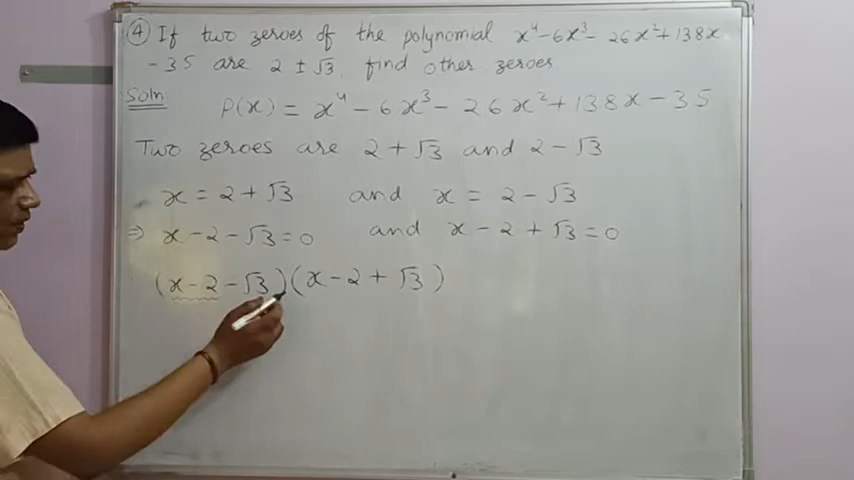 ④ If two zeroes of the polynomial x⁴-6x³-26x²+138x
-35 are 2 ± √3, find other zeroes
Soln P(x) = x⁴ - 6x³ - 26x² + 138x - 35
Two zeroes are 2 + √3 and 2 - √3
x = 2 + √3 and x = 2 - √3
⇒ x - 2 - √3 = 0 and x - 2 + √3 = 0
(x - 2 - √3)(x - 2 + √3)